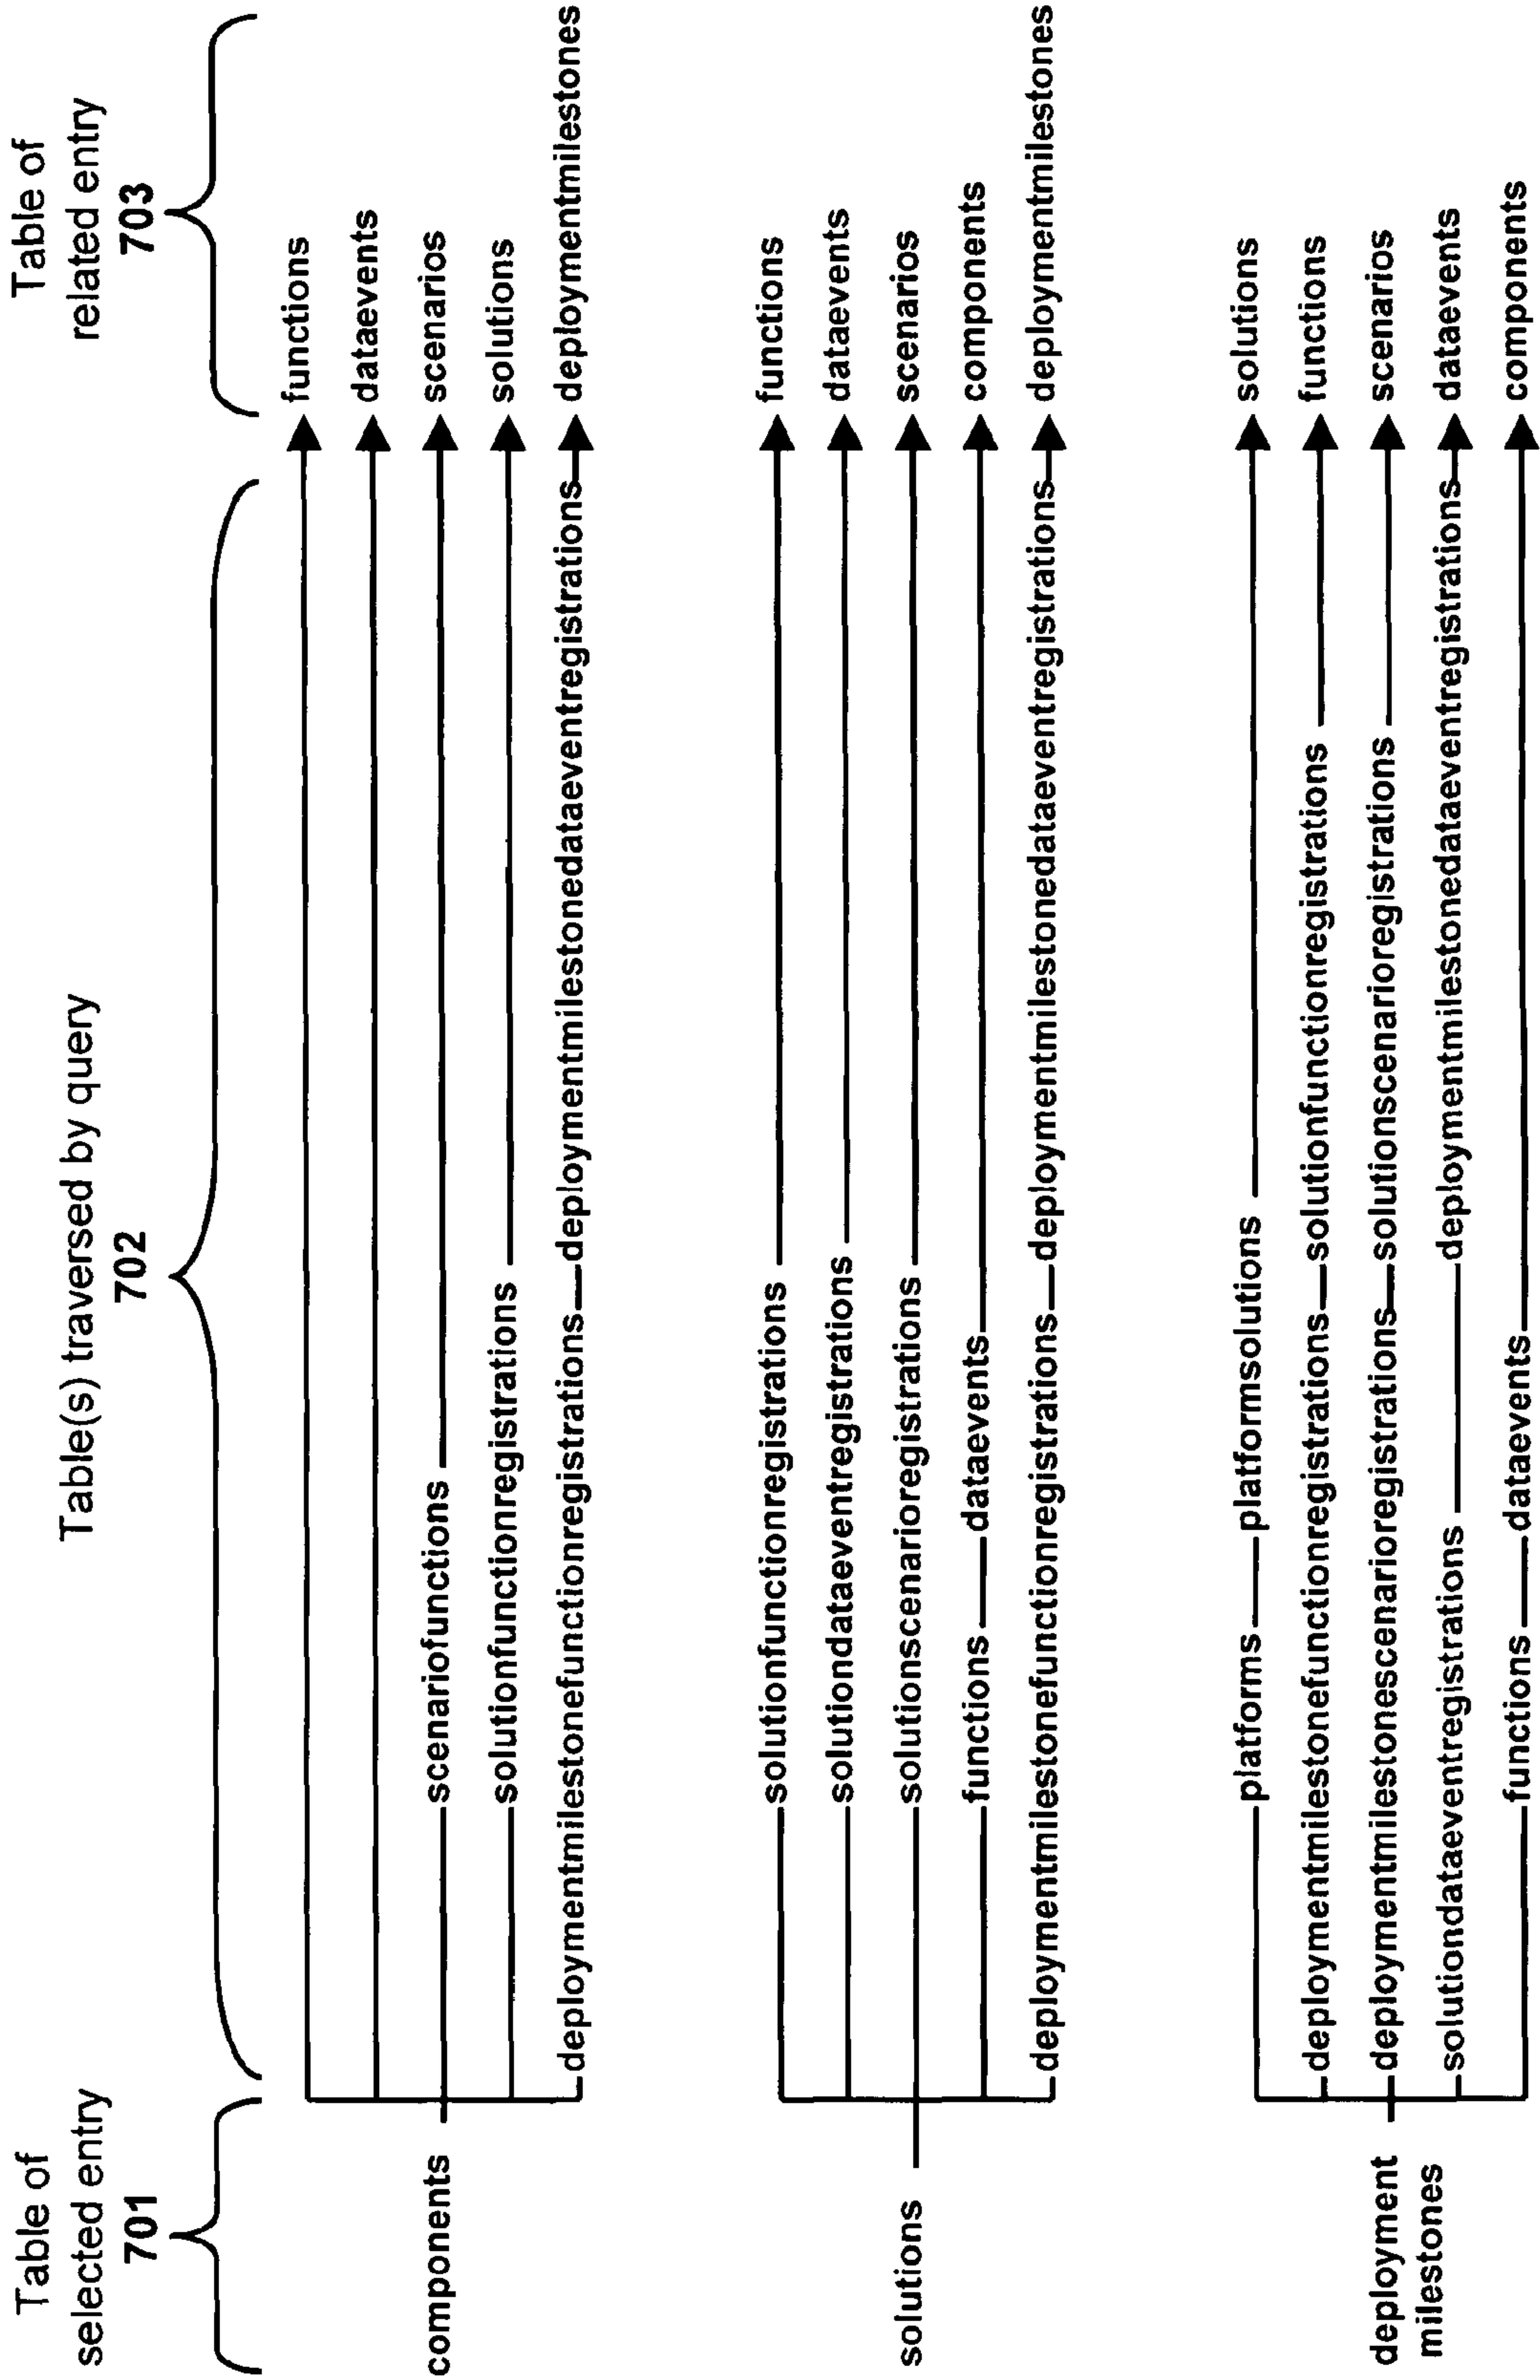 Table of
selected entry
701
Table(s) traversed by query
702
Table of
related entry
703
components
functions
dataevents
scenariofunctions
scenarios
solutionfunctionregistrations
solutions
deploymentmilestonefunctionregistrations
deploymentmilestonedataeventregistrations
deploymentmilestones
solutions
solutionfunctionregistrations
functions
solutiondataeventregistrations
dataevents
solutionscenarioregistrations
scenarios
functions
dataevents
components
deploymentmilestonefunctionregistrations
deploymentmilestonedataeventregistrations
deploymentmilestones
deployment
milestones
platforms
platformsolutions
solutions
deploymentmilestonefunctionregistrations
solutionfunctionregistrations
functions
deploymentmilestonescenarioregistrations
solutionscenarioregistrations
scenarios
solutiondataeventregistrations
deploymentmilestonedataeventregistrations
dataevents
functions
dataevents
components